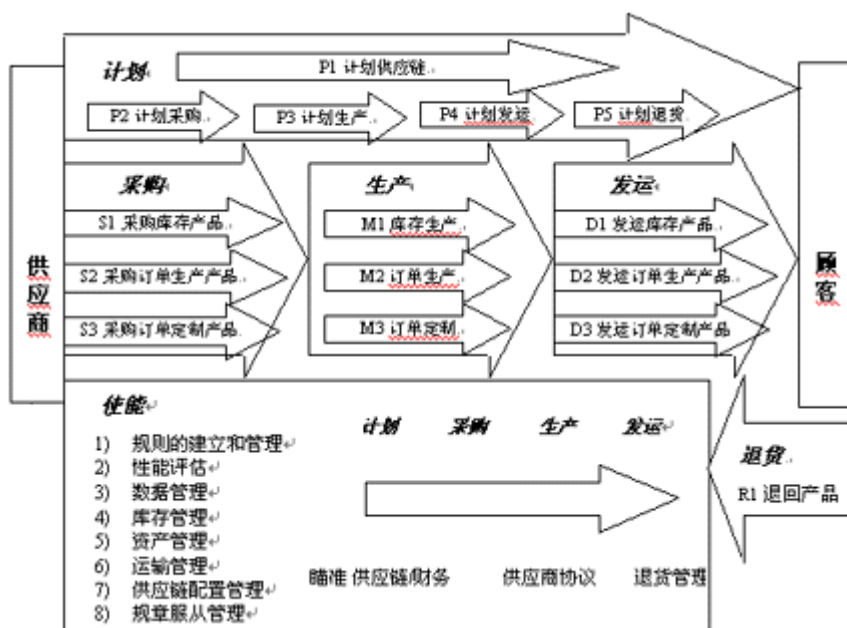 计划
P1 计划供应链
P2 计划采购
P3 计划生产
P4 计划发运
P5 计划退货
供应商
采购
S1 采购库存产品
S2 采购订单生产产品
S3 采购订单定制产品
生产
M1 库存生产
M2 订单生产
M3 订单定制
发运
D1 发运库存产品
D2 发运订单生产产品
D3 发运订单定制产品
顾客
使能
1) 规则的建立和管理
2) 性能评估
3) 数据管理
4) 库存管理
5) 资产管理
6) 运输管理
7) 供应链配置管理
8) 规章服从管理
计划 采购 生产 发运
瞄准 供应链/财务 供应商协议 退货管理
退货
R1 退回产品